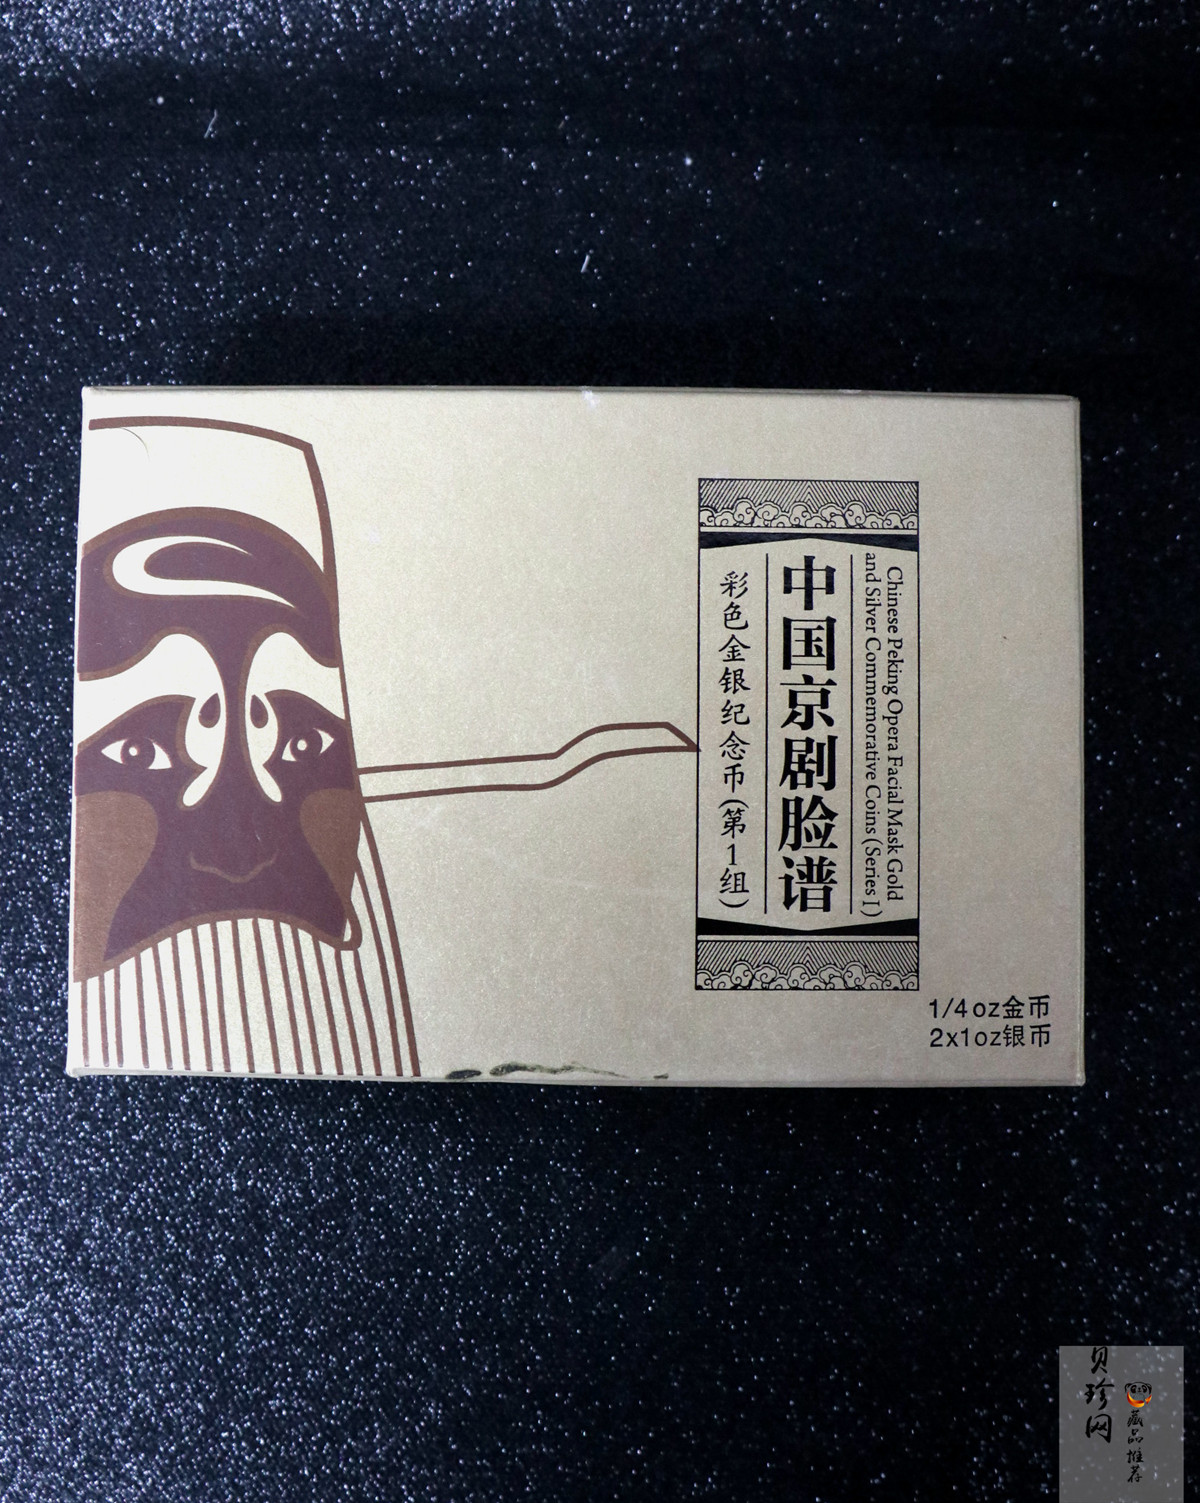 Chinese Peking Opera Facial Mask Gold
and Silver Commemorative Coins (Series I)
中国京剧脸谱
彩色金银纪念币(第1组)
1/4oz金币
2x1oz银币
贝珍网
藏品推荐